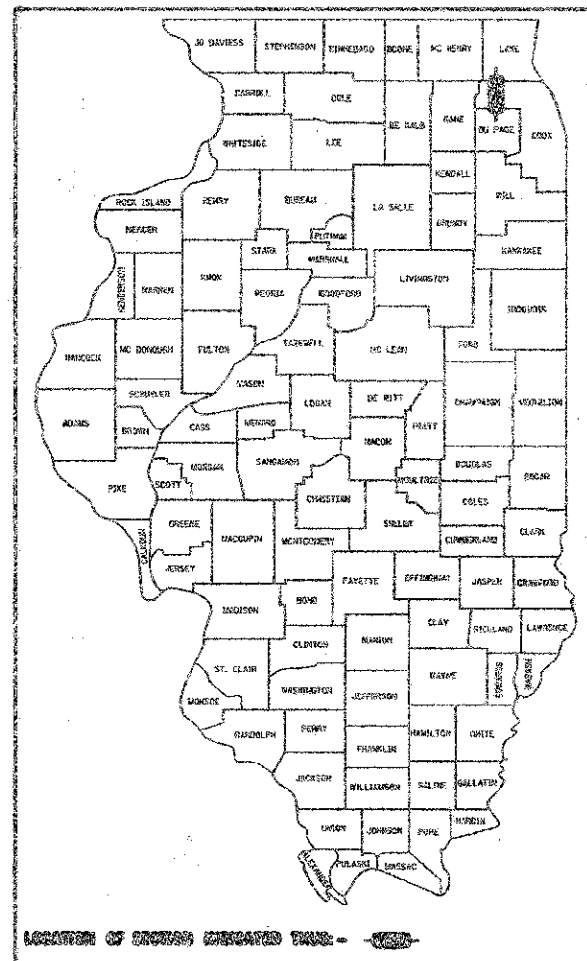 JO DAVIESS STEPHENSON WINNEBAGO BOONE MC HENRY LAKE
CARROLL OGLE DE KALB KANE DU PAGE COOK
WHITESIDE LEE
KENDALL
ROCK ISLAND HENRY BUREAU LA SALLE WILL
MERCER PUTNAM GRUNDY
STARK MARSHALL KANKAKEE
HENDERSON WARREN KNOX PEORIA WOODFORD LIVINGSTON
IROQUOIS
HANCOCK MC DONOUGH FULTON TAZEWELL MC LEAN FORD
MASON
SCHUYLER LOGAN DE WITT CHAMPAIGN VERMILION
ADAMS BROWN CASS MENARD MACON PIATT
SANGAMON DOUGLAS
PIKE SCOTT MORGAN CHRISTIAN MOULTRIE COLES EDGAR
GREENE MACOUPIN MONTGOMERY SHELBY CUMBERLAND CLARK
CALHOUN JERSEY
FAYETTE EFFINGHAM JASPER CRAWFORD
MADISON BOND CLAY RICHLAND LAWRENCE
CLINTON MARION
ST. CLAIR WAYNE EDWARDS WABASH
MONROE WASHINGTON JEFFERSON
RANDOLPH PERRY HAMILTON WHITE
FRANKLIN
JACKSON WILLIAMSON SALINE GALLATIN
UNION JOHNSON POPE HARDIN
ALEXANDER PULASKI MASSAC
LOCATION OF SECTION INDICATED THUS: -